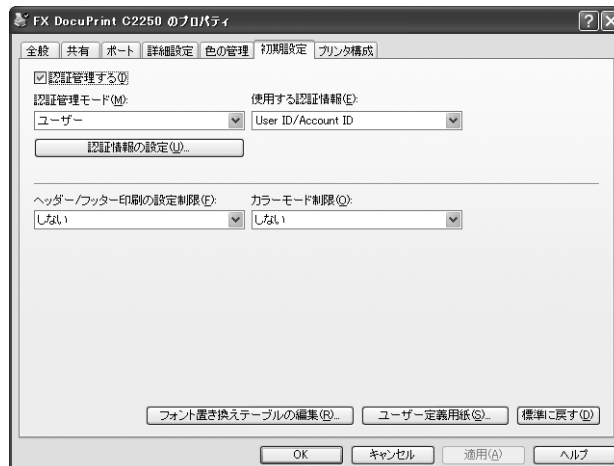 FX DocuPrint C2250 のプロパティ
全般 共有 ポート 詳細設定 色の管理 初期設定 プリンタ構成
認証管理する(I)
認証管理モード(M): 使用する認証情報(E):
ユーザー User ID/Account ID
認証情報の設定(U)...
ヘッダー/フッター印刷の設定制限(F): カラーモード制限(O):
しない しない
フォント置き換えテーブルの編集(R)... ユーザー定義用紙(S)... 標準に戻す(D)
OK キャンセル 適用(A) ヘルプ